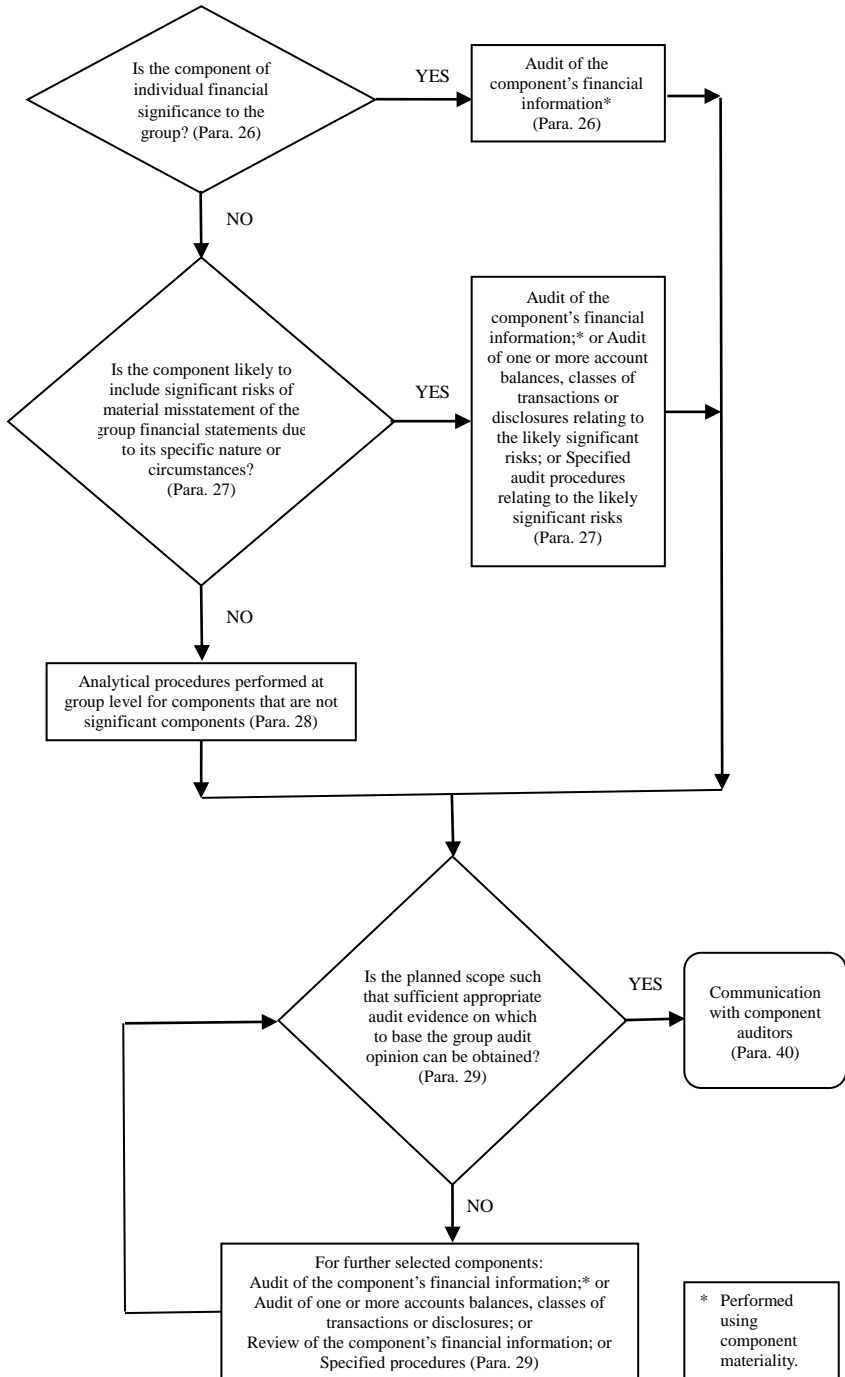 Is the component of
individual financial
significance to the
group? (Para. 26)
YES
Audit of the
component's financial
information*
(Para. 26)
NO
Is the component likely to
include significant risks of
material misstatement of the
group financial statements due
to its specific nature or
circumstances?
(Para. 27)
YES
Audit of the
component's financial
information;* or Audit
of one or more account
balances, classes of
transactions or
disclosures relating to
the likely significant
risks; or Specified
audit procedures
relating to the likely
significant risks
(Para. 27)
NO
Analytical procedures performed at
group level for components that are not
significant components (Para. 28)
Is the planned scope such
that sufficient appropriate
audit evidence on which
to base the group audit
opinion can be obtained?
(Para. 29)
YES
Communication
with component
auditors
(Para. 40)
NO
For further selected components:
Audit of the component's financial information;* or
Audit of one or more accounts balances, classes of
transactions or disclosures; or
Review of the component's financial information; or
Specified procedures (Para. 29)
* Performed
using
component
materiality.